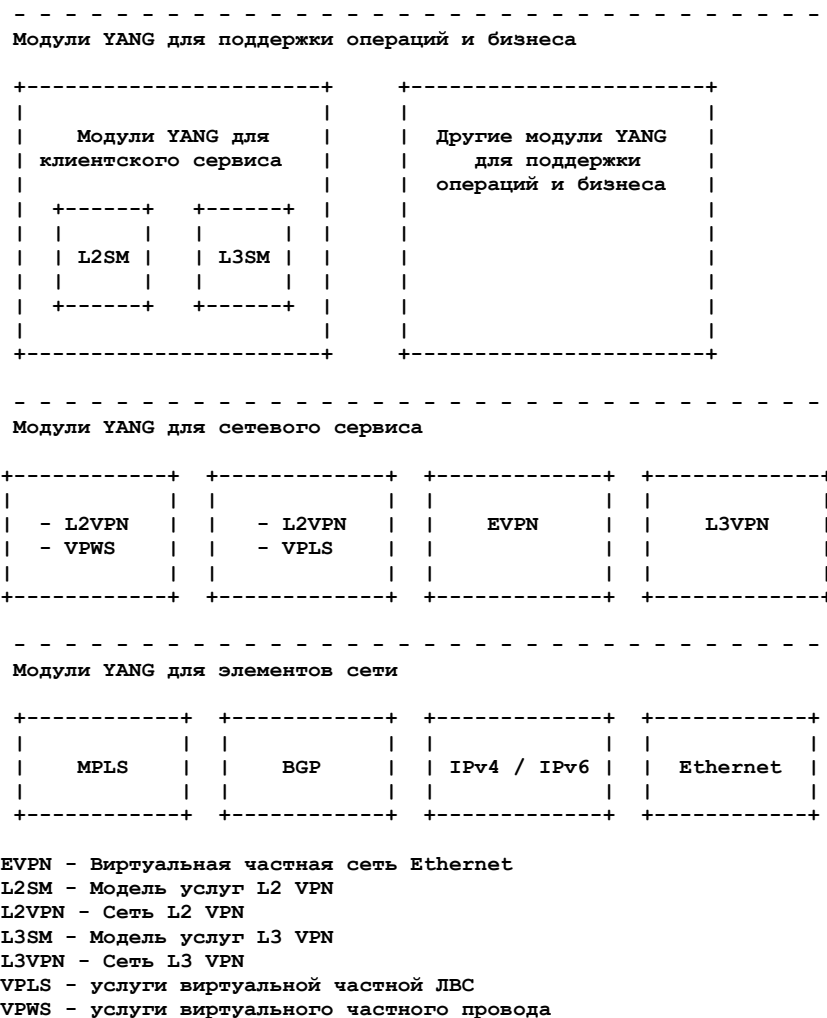 - - - - - - - - - - - - - - - - - - - - - - - - - - - - - - - -
Модули YANG для поддержки операций и бизнеса

+-----------------------+     +-----------------------+
|                       |     |                       |
|    Модули YANG для    |     |  Другие модули YANG   |
| клиентского сервиса   |     |     для поддержки     |
|                       |     |  операций и бизнеса   |
|  +------+   +------+  |     |                       |
|  |      |   |      |  |     |                       |
|  | L2SM |   | L3SM |  |     |                       |
|  |      |   |      |  |     |                       |
|  +------+   +------+  |     |                       |
|                       |     |                       |
+-----------------------+     +-----------------------+

- - - - - - - - - - - - - - - - - - - - - - - - - - - - - - - -
Модули YANG для сетевого сервиса

+------------+  +-------------+  +-------------+  +-------------+
|            |  |             |  |             |  |             |
|  - L2VPN   |  |   - L2VPN   |  |    EVPN     |  |    L3VPN    |
|  - VPWS    |  |   - VPLS    |  |             |  |             |
|            |  |             |  |             |  |             |
+------------+  +-------------+  +-------------+  +-------------+

- - - - - - - - - - - - - - - - - - - - - - - - - - - - - - - -
Модули YANG для элементов сети

+------------+  +------------+  +-------------+  +------------+
|            |  |            |  |             |  |            |
|    MPLS    |  |    BGP     |  | IPv4 / IPv6 |  |  Ethernet  |
|            |  |            |  |             |  |            |
+------------+  +------------+  +-------------+  +------------+

EVPN - Виртуальная частная сеть Ethernet
L2SM - Модель услуг L2 VPN
L2VPN - Сеть L2 VPN
L3SM - Модель услуг L3 VPN
L3VPN - Сеть L3 VPN
VPLS - услуги виртуальной частной ЛВС
VPWS - услуги виртуального частного провода